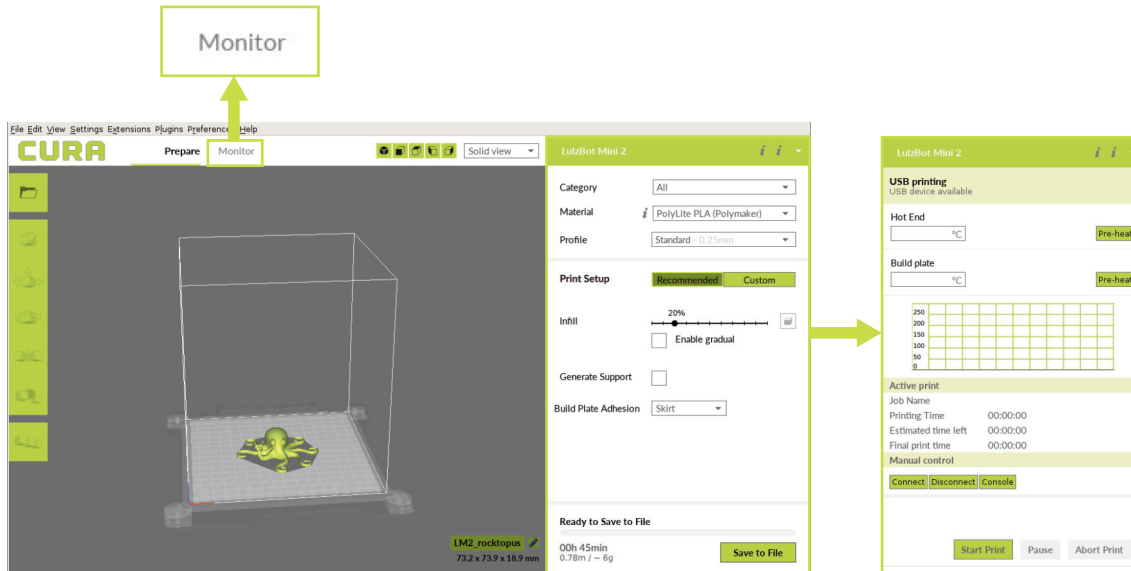 Monitor
File Edit View Settings Extensions Plugins Preferences Help
CURA Prepare Monitor Solid view
LulzBot Mini 2 i i
Category All
Material i PolyLite PLA (Polymaker)
Profile Standard - 0.25mm
Print Setup Recommended Custom
Infill 20%
Enable gradual
Generate Support
Build Plate Adhesion Skirt
Ready to Save to File
00h 45min
0.78m / ~ 6g
Save to File
LM2_rocktopus
73.2 x 73.9 x 18.9 mm
LulzBot Mini 2 i i
USB printing
USB device available
Hot End
°C Pre-heat
Build plate
°C Pre-heat
250
200
150
100
50
0
Active print
Job Name
Printing Time 00:00:00
Estimated time left 00:00:00
Final print time 00:00:00
Manual control
Connect Disconnect Console
Start Print Pause Abort Print